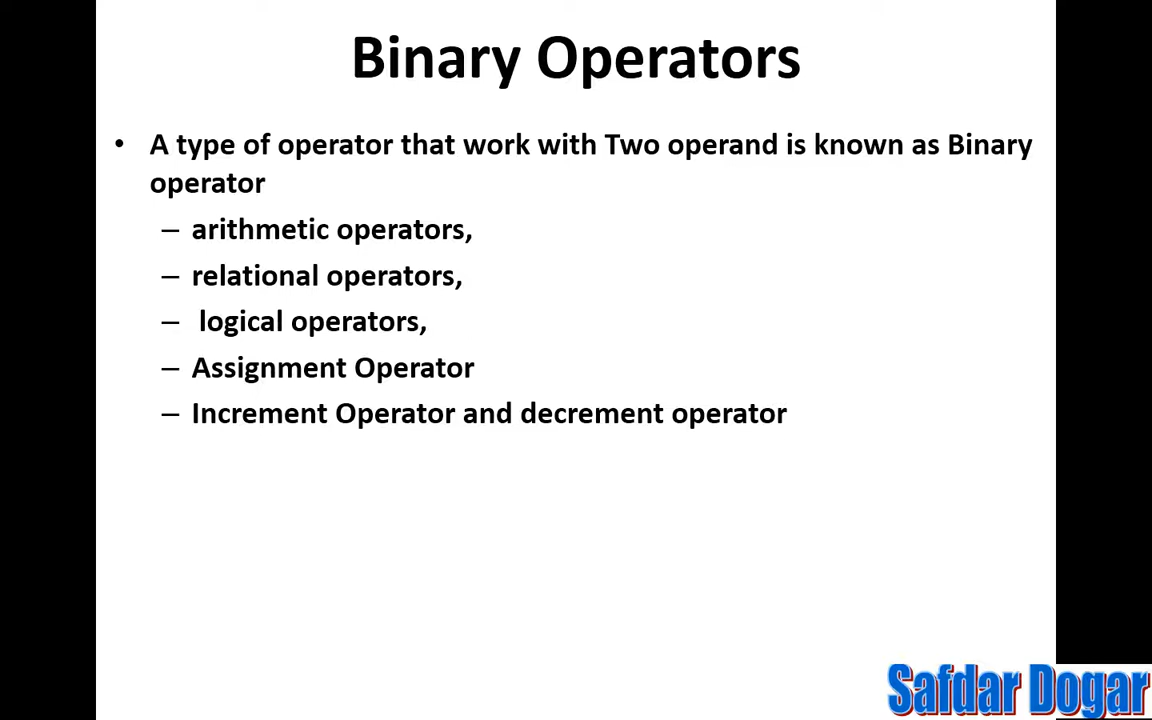 Binary Operators
• A type of operator that work with Two operand is known as Binary
operator
– arithmetic operators,
– relational operators,
– logical operators,
– Assignment Operator
– Increment Operator and decrement operator
Safdar Dogar